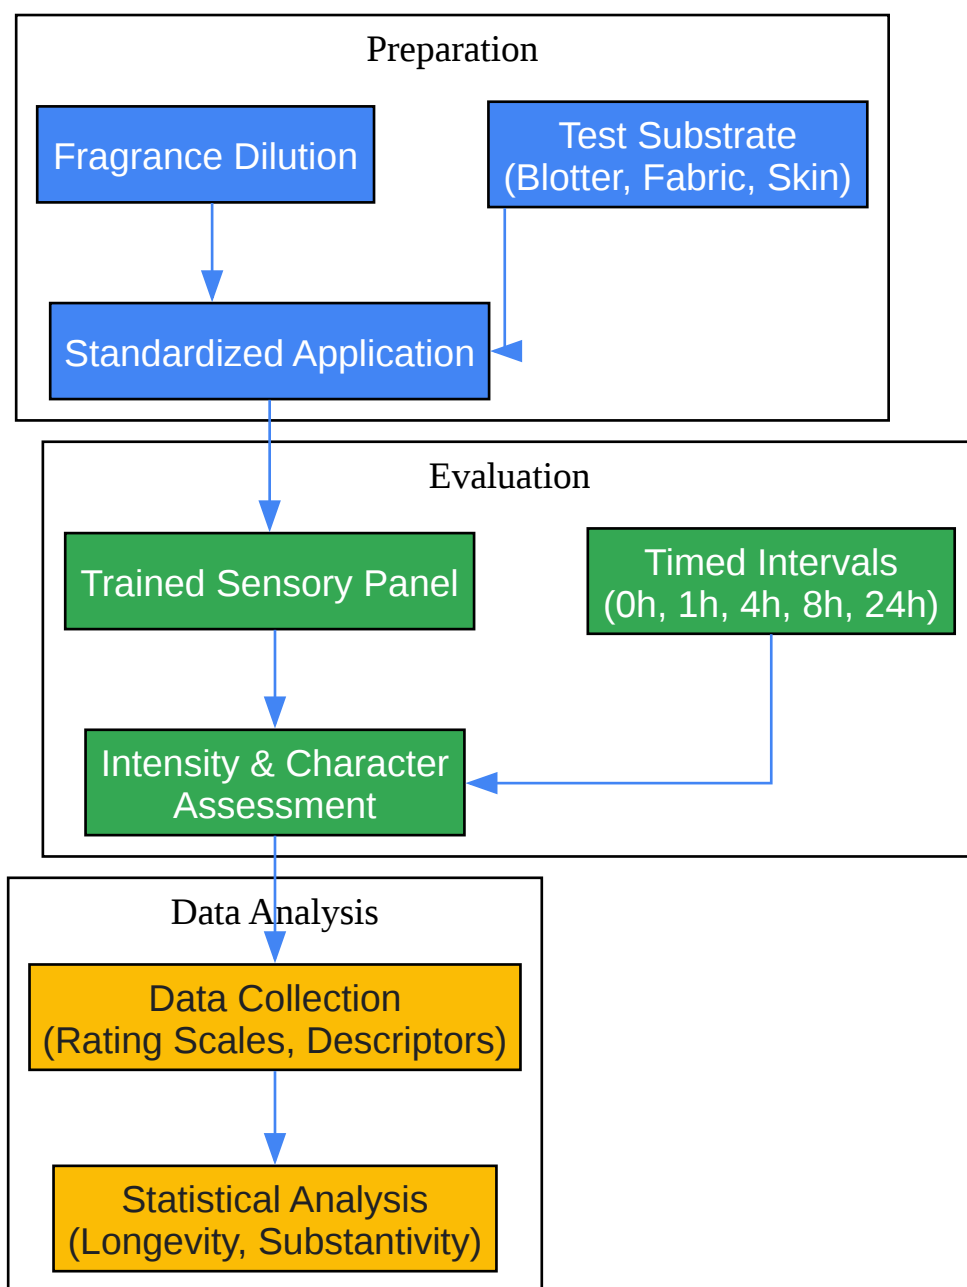 Preparation
Fragrance Dilution
Test Substrate
(Blotter, Fabric, Skin)
Standardized Application
Evaluation
Trained Sensory Panel
Timed Intervals
(0h, 1h, 4h, 8h, 24h)
Intensity & Character
Assessment
Data Analysis
Data Collection
(Rating Scales, Descriptors)
Statistical Analysis
(Longevity, Substantivity)